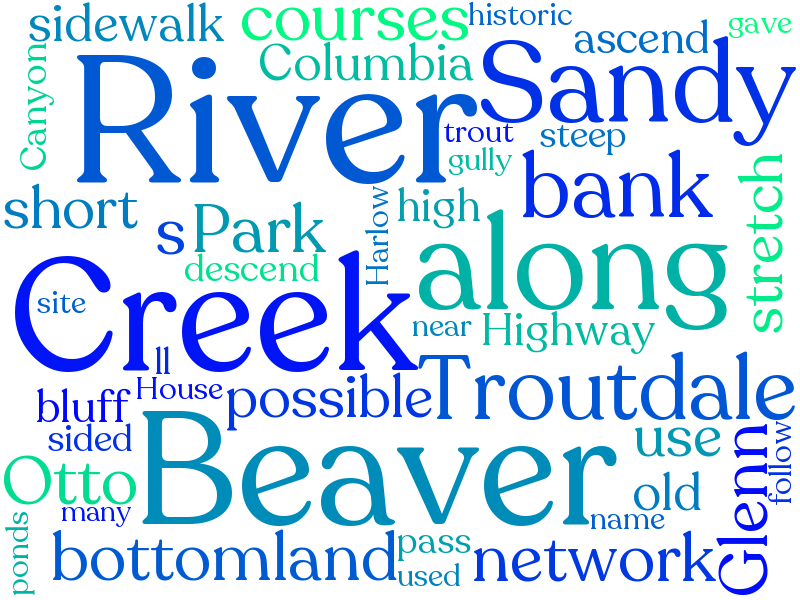 sidewalk
courses
historic
gave
ascend
Columbia
Canyon
River
Sandy
trout
steep
gully
bank
stretch
short
s
Park
Harlow
high
along
descend
Creek
site
near
Highway
ll
House
bluff
possible
Troutdale
sided
Beaver
use
Glenn
follow
Otto
many
old
name
ponds
bottomland
pass
used
network